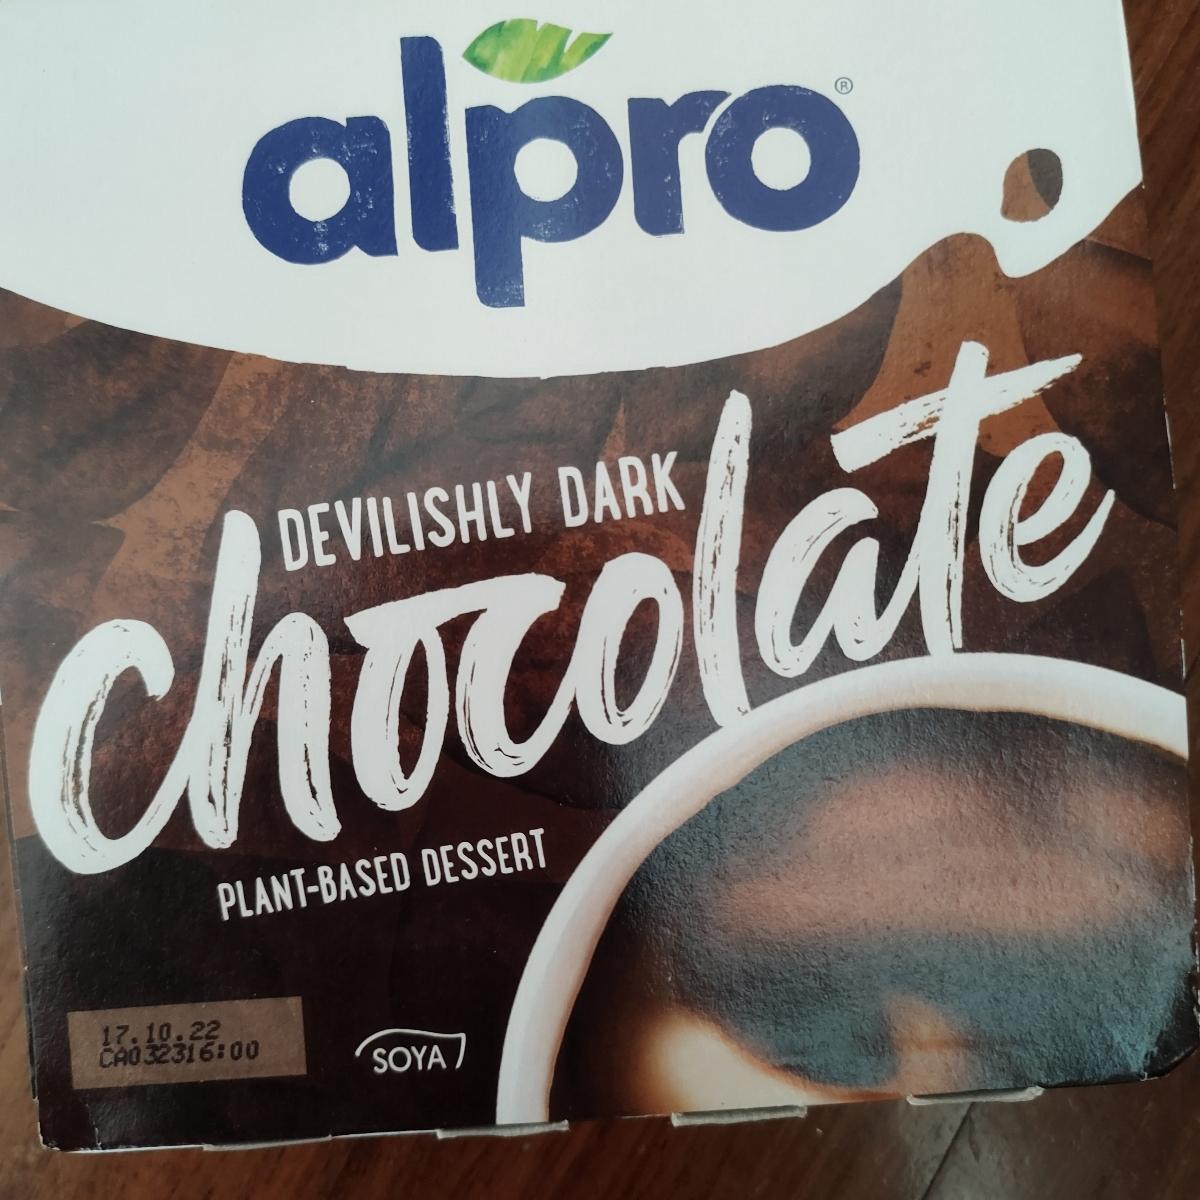 alpro®
DEVILISHLY DARK
chocolate
PLANT-BASED DESSERT
17.10.22
CA032316:00
SOYA